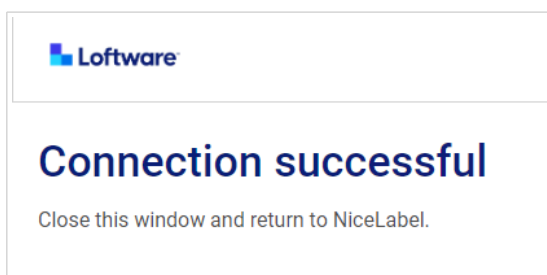 Loftware
Connection successful
Close this window and return to NiceLabel.